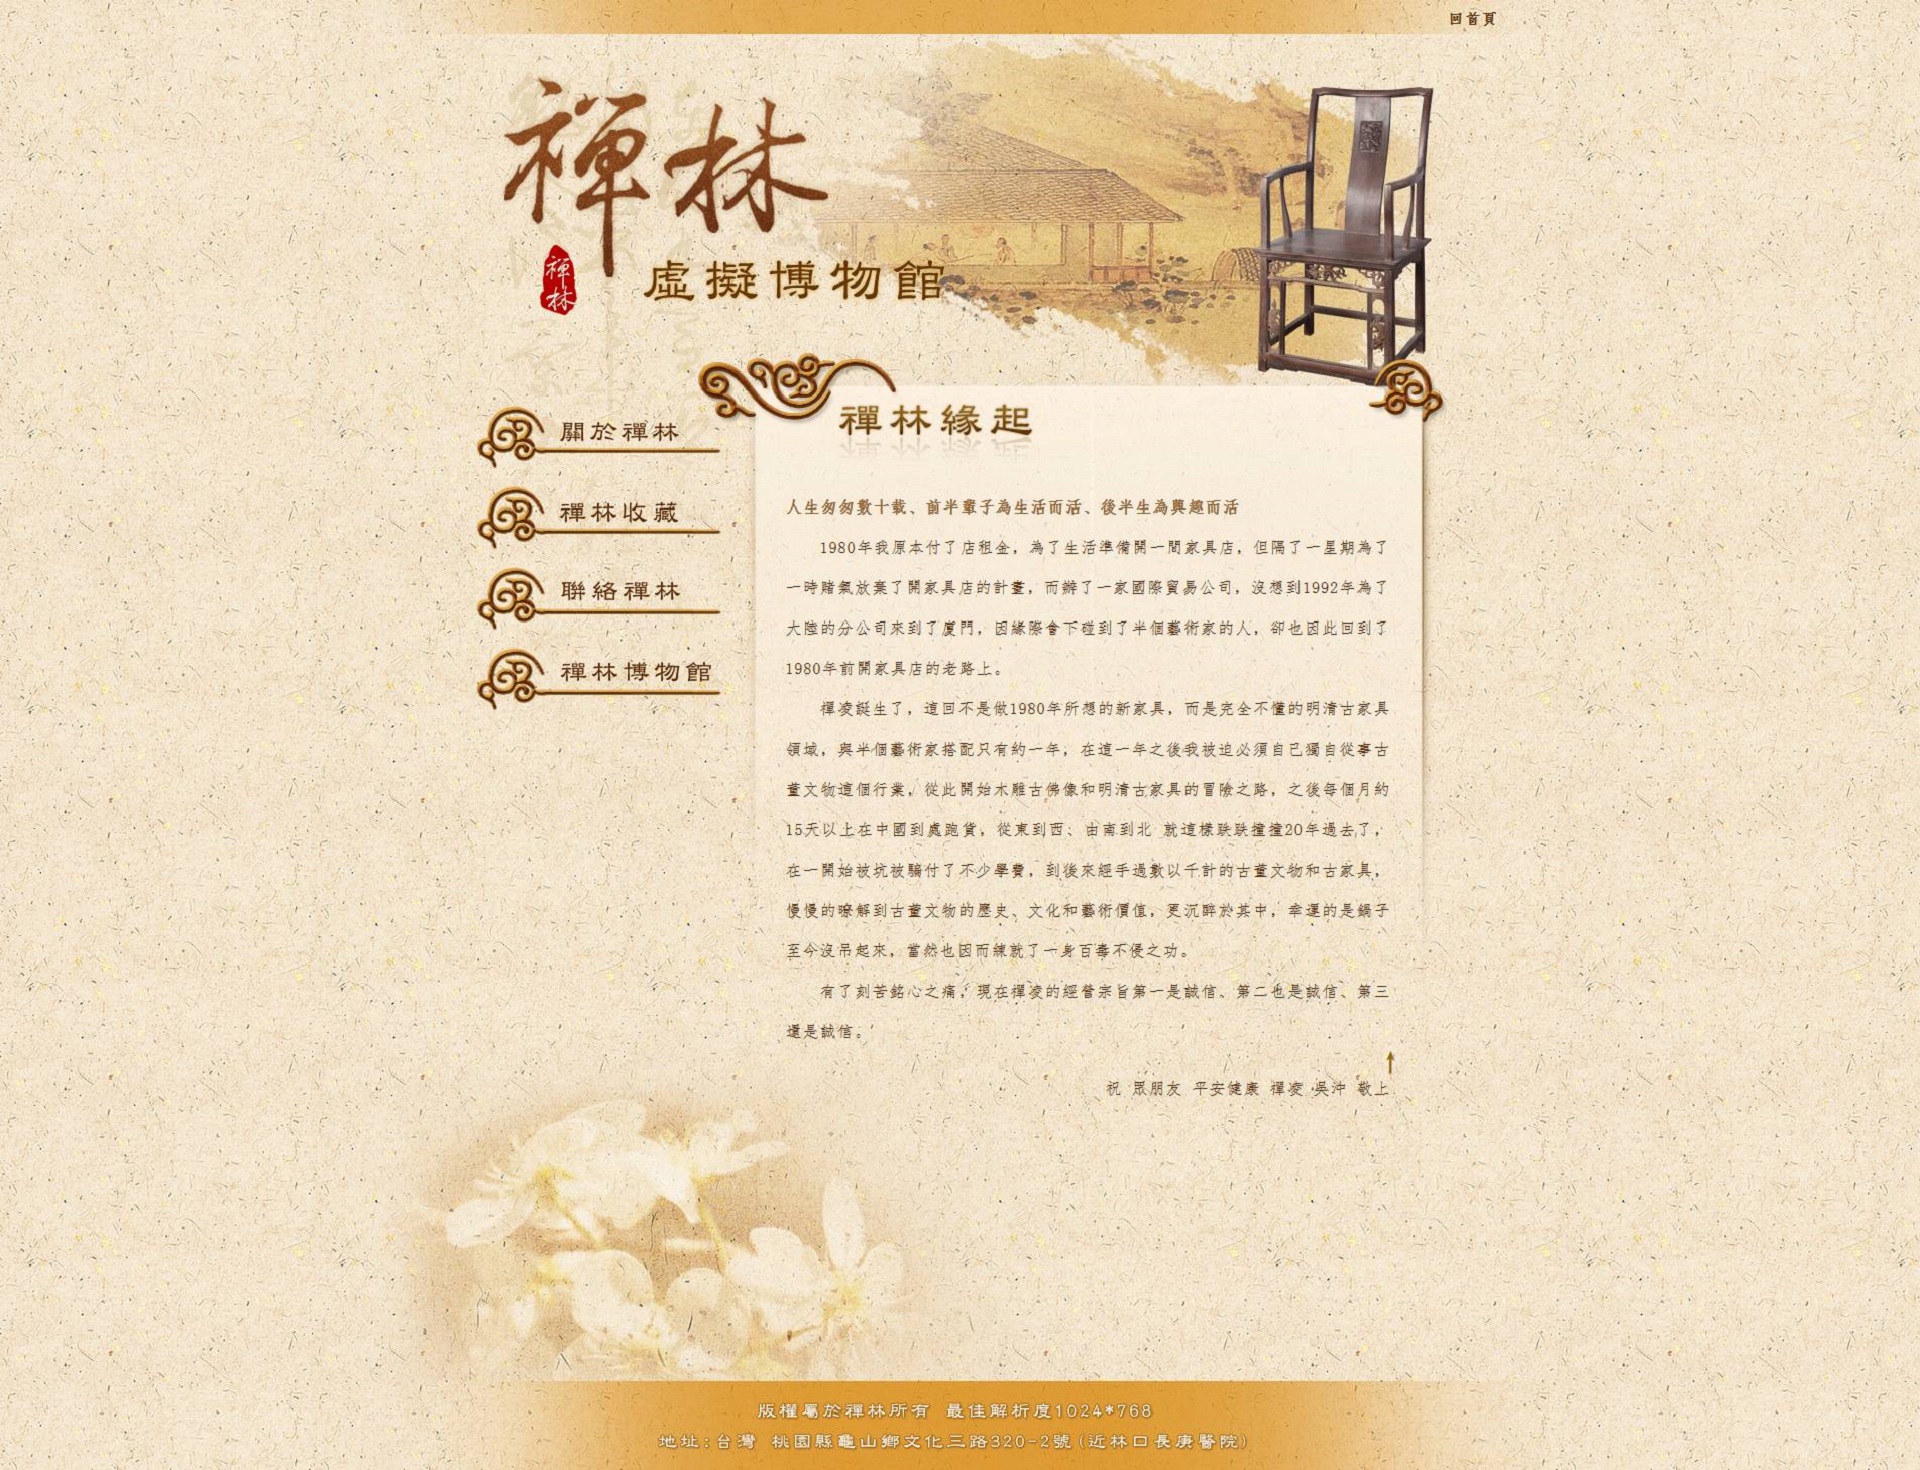 回首頁
禪林
禪林
虛擬博物館
禪林緣起
關於禪林
禪林收藏
聯絡禪林
禪林博物館
人生匆匆數十載、前半輩子為生活而活、後半生為興趣而活
1980年我原本付了店租金，為了生活準備開一間家具店，但隔了一星期為了
一時賭氣放棄了開家具店的計畫，而辦了一家國際貿易公司，沒想到1992年為了
大陸的分公司來到了廈門，因緣際會下碰到了半個藝術家的人，卻也因此回到了
1980年前開家具店的老路上。
禪凌誕生了，這回不是做1980年所想的新家具，而是完全不懂的明清古家具
領域，與半個藝術家搭配只有約一年，在這一年之後我被迫必須自己獨自從事古
董文物這個行業，從此開始木雕古佛像和明清古家具的冒險之路，之後每個月約
15天以上在中國到處跑貨，從東到西、由南到北 就這樣跌跌撞撞20年過去了，
在一開始被坑被騙付了不少學費，到後來經手過數以千計的古董文物和古家具，
慢慢的暸解到古董文物的歷史、文化和藝術價值，更沉醉於其中，幸運的是鍋子
至今沒吊起來，當然也因而練就了一身百毒不侵之功。
有了刻苦銘心之痛，現在禪凌的經營宗旨第一是誠信、第二也是誠信、第三
還是誠信。
祝 眾朋友 平安健康 禪凌 吳沖 敬上
版權屬於禪林所有 最佳解析度1024*768
地址:台灣 桃園縣龜山鄉文化三路320-2號(近林口長庚醫院)